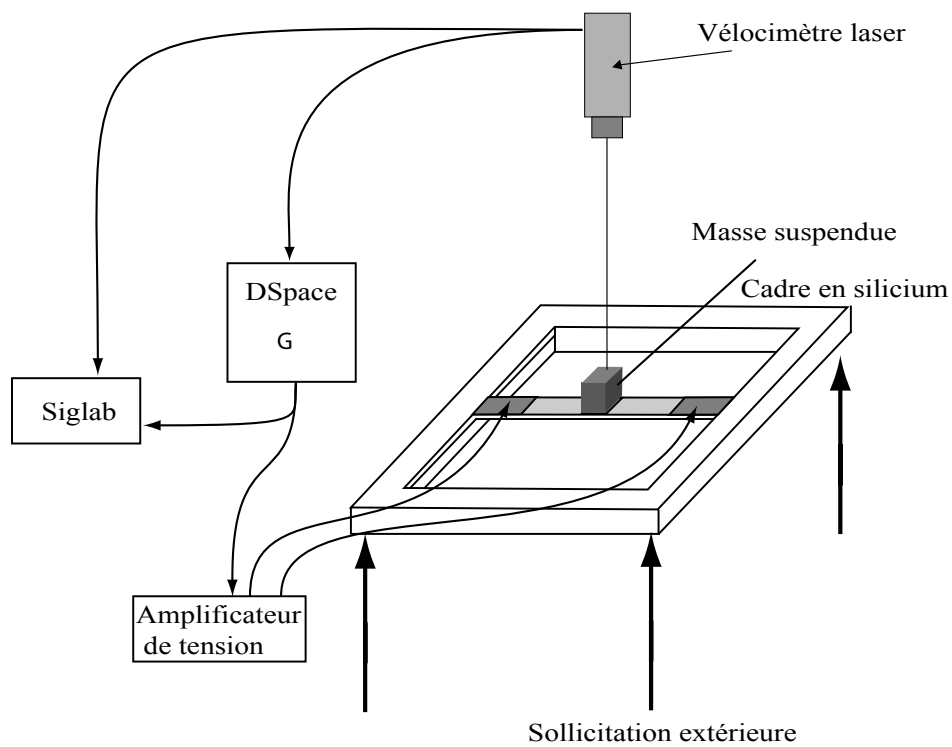 Vélocimètre laser
Masse suspendue
Cadre en silicium
DSpace
G
Siglab
Amplificateur
de tension
Sollicitation extérieure